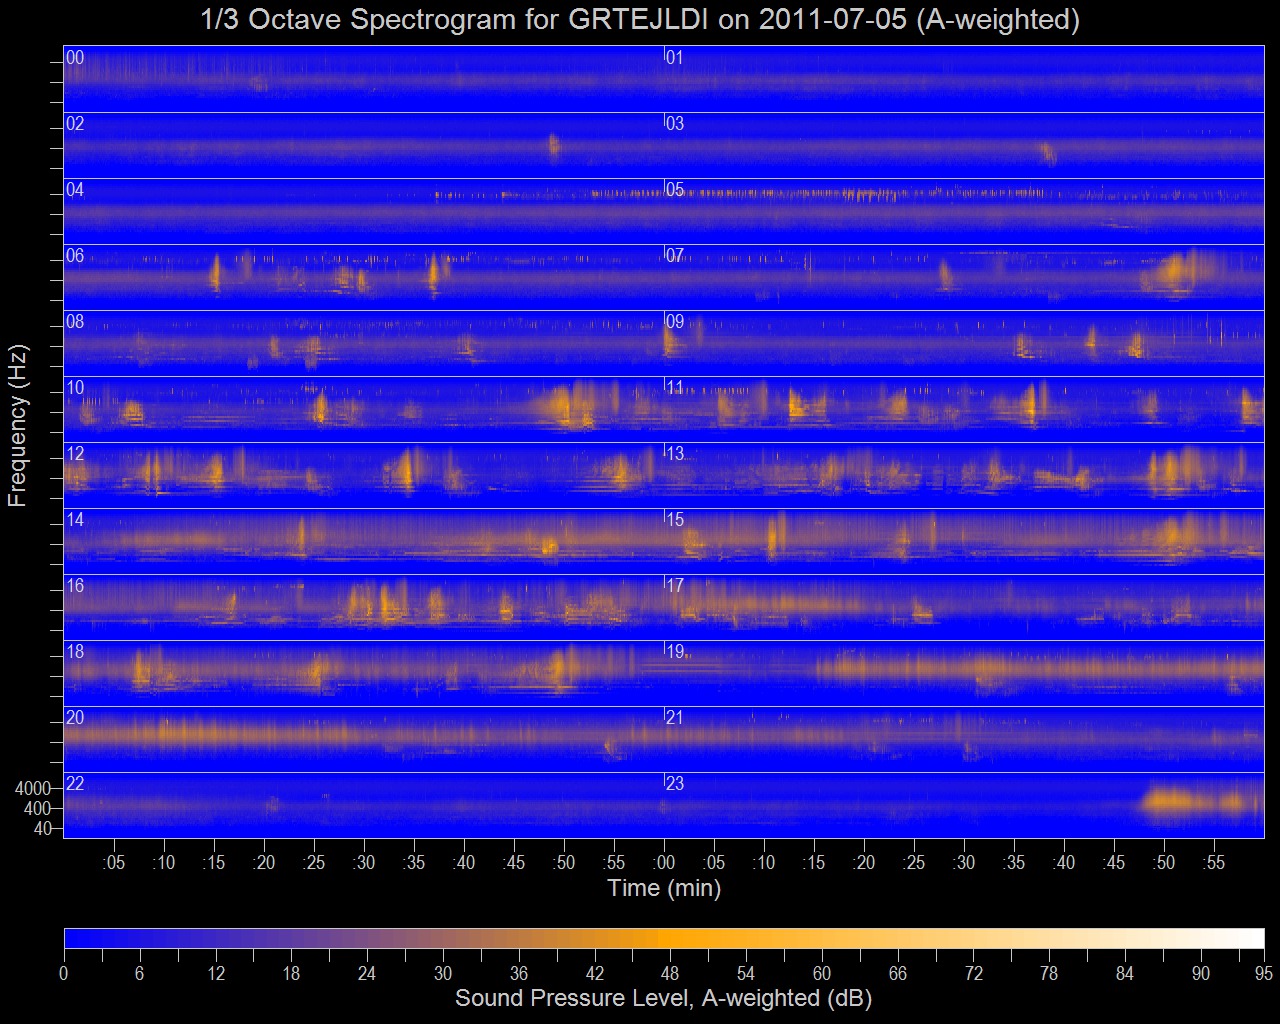 1/3 Octave Spectrogram for GRTEJLDI on 2011-07-05 (A-weighted)
00 01
02 03
04 05
06 07
08 09
10 11
12 13
14 15
16 17
18 19
20 21
22 23
Frequency (Hz)
4000
400
40
:05 :10 :15 :20 :25 :30 :35 :40 :45 :50 :55 :00 :05 :10 :15 :20 :25 :30 :35 :40 :45 :50 :55
Time (min)
0 6 12 18 24 30 36 42 48 54 60 66 72 78 84 90 95
Sound Pressure Level, A-weighted (dB)